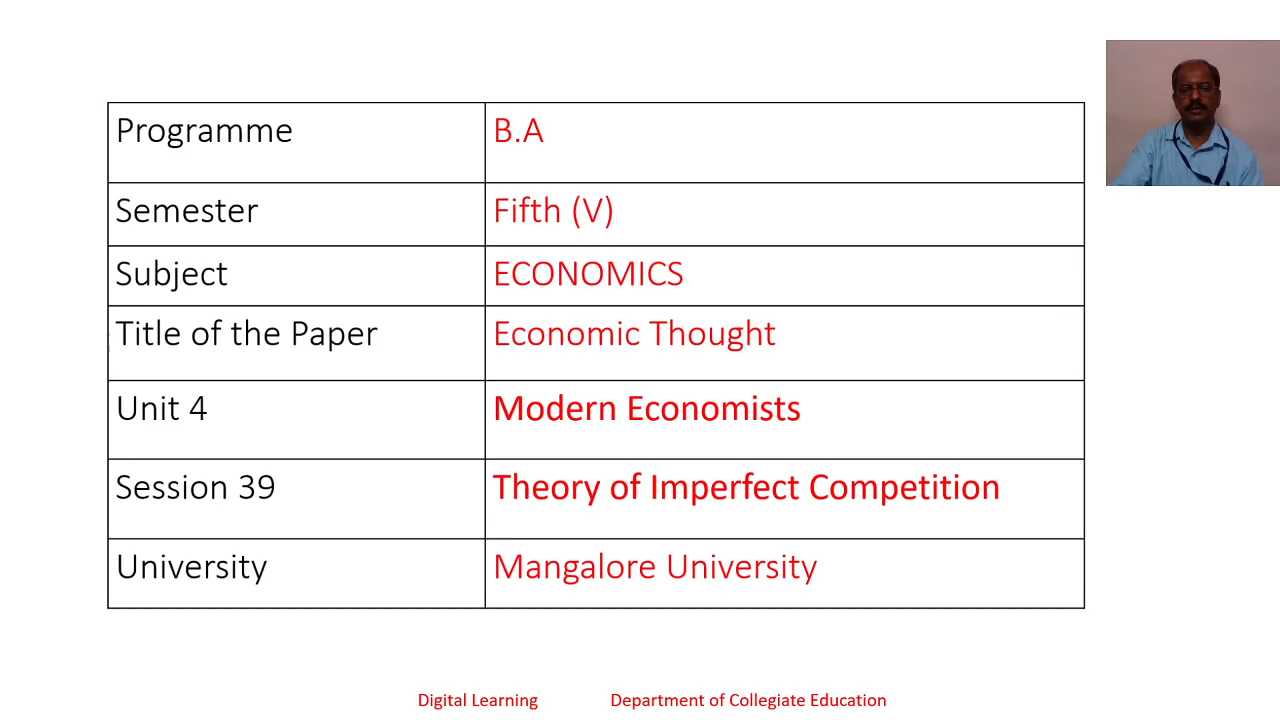 Programme B.A
Semester Fifth (V)
Subject ECONOMICS
Title of the Paper Economic Thought
Unit 4 Modern Economists
Session 39 Theory of Imperfect Competition
University Mangalore University
Digital Learning Department of Collegiate Education